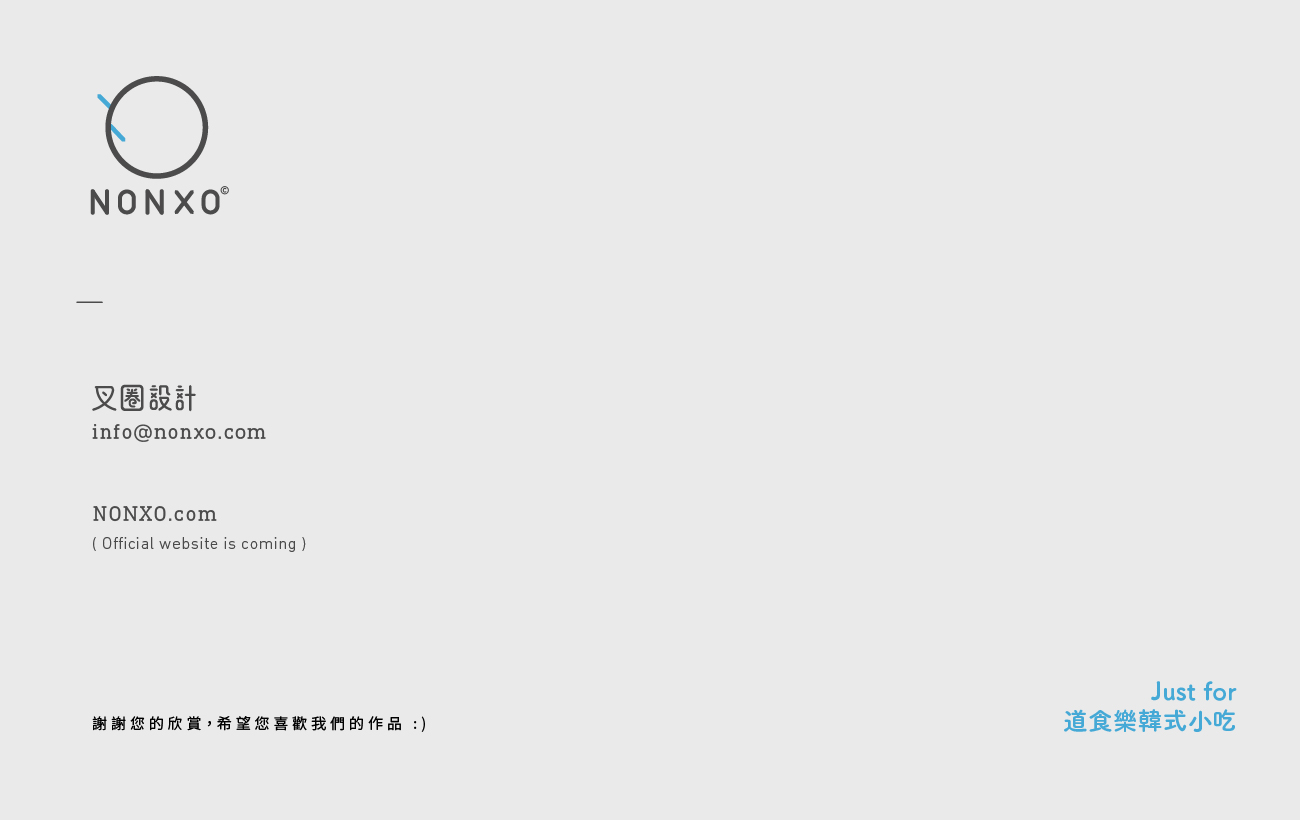 NONXO©
叉圈設計
info@nonxo.com
NONXO.com
( Official website is coming )
謝謝您的欣賞，希望您喜歡我們的作品 :)
Just for
道食樂韓式小吃